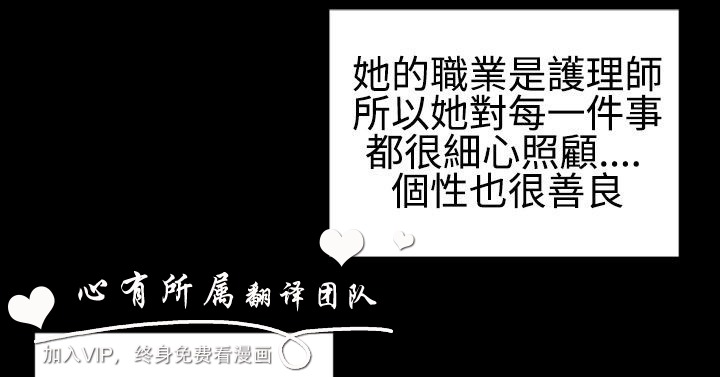 她的職業是護理師
所以她對每一件事
都很細心照顧....
個性也很善良
心有所属翻译团队
加入VIP，终身免费看漫画